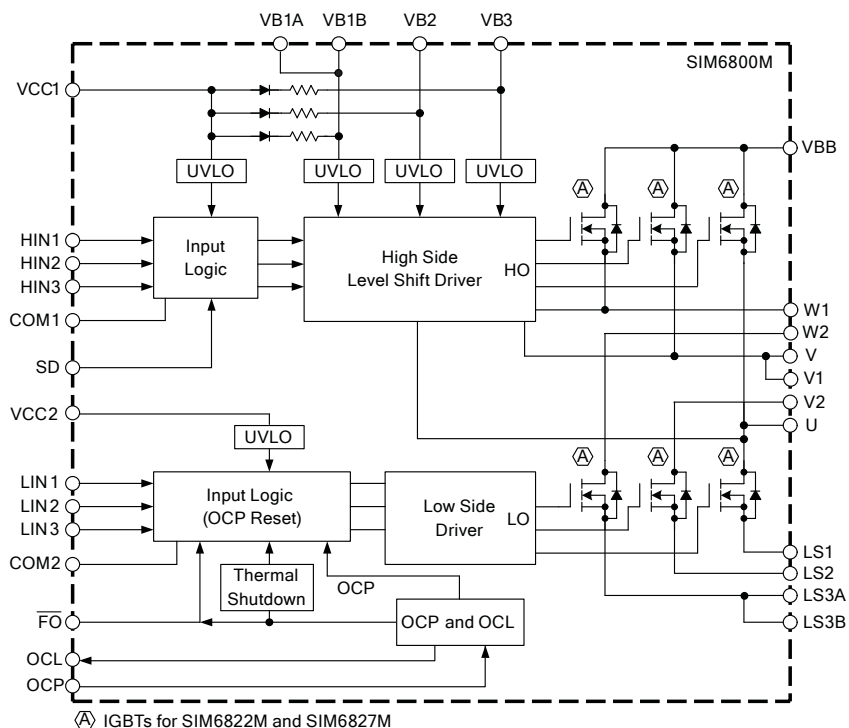 VB1A VB1B VB2 VB3
SIM6800M
VCC1
VBB
UVLO UVLO UVLO UVLO
A A A
HIN1
HIN2
HIN3
Input
Logic
High Side
Level Shift Driver
HO
COM1
SD
W1
W2
V
V1
VCC2
V2
U
UVLO
A A A
LIN1
LIN2
LIN3
Input Logic
(OCP Reset)
Low Side
Driver
LO
COM2
LS1
LS2
LS3A
LS3B
Thermal
Shutdown
OCP
FO
OCP and OCL
OCL
OCP
A IGBTs for SIM6822M and SIM6827M